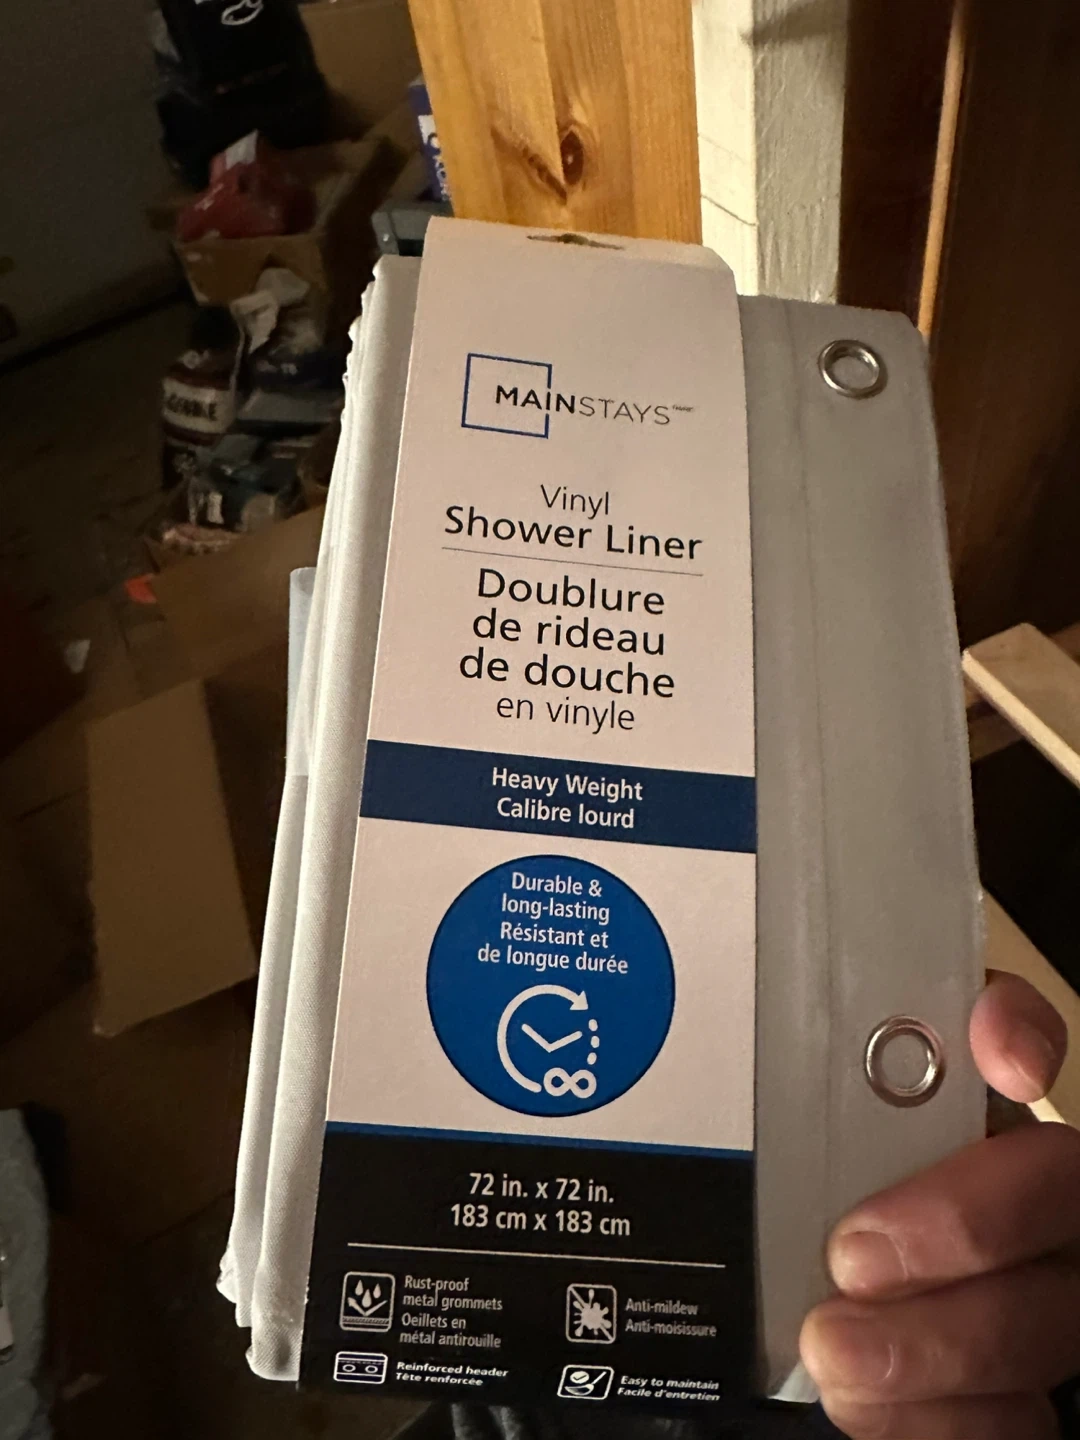 MAINSTAYS
Vinyl
Shower Liner
Doublure
de rideau
de douche
en vinyle
Heavy Weight
Calibre lourd
Durable &
long-lasting
Résistant et
de longue durée
72 in. x 72 in.
183 cm x 183 cm
Rust-proof
metal grommets
Oeillets en
métal antirouille
Anti-mildew
Anti-moisissure
Reinforced header
Tête renforcée
Easy to maintain
Facile d'entretien